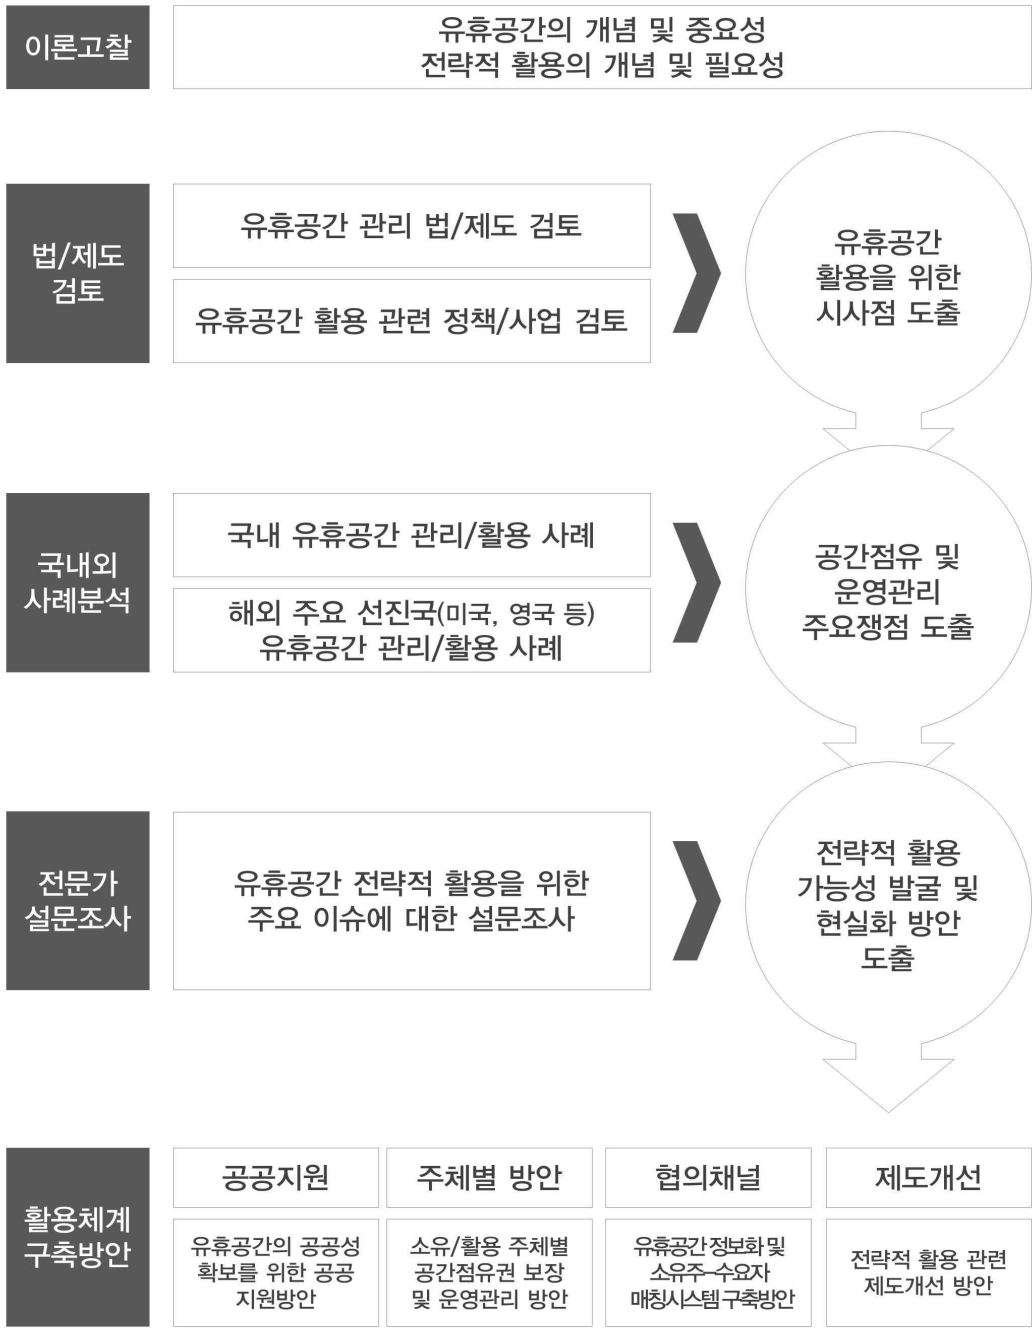 이론고찰
유휴공간의 개념 및 중요성
전략적 활용의 개념 및 필요성
법/제도
검토
유휴공간 관리 법/제도 검토
유휴공간 활용 관련 정책/사업 검토
유휴공간
활용을 위한
시사점 도출
국내외
사례분석
국내 유휴공간 관리/활용 사례
해외 주요 선진국(미국, 영국 등)
유휴공간 관리/활용 사례
공간점유 및
운영관리
주요쟁점 도출
전문가
설문조사
유휴공간 전략적 활용을 위한
주요 이슈에 대한 설문조사
전략적 활용
가능성 발굴 및
현실화 방안
도출
활용체계
구축방안
공공지원
유휴공간의 공공성
확보를 위한 공공
지원방안
주체별 방안
소유/활용 주체별
공간점유권 보장
및 운영관리 방안
협의채널
유휴공간 정보화 및
소유주-수요자
매칭시스템 구축방안
제도개선
전략적 활용 관련
제도개선 방안